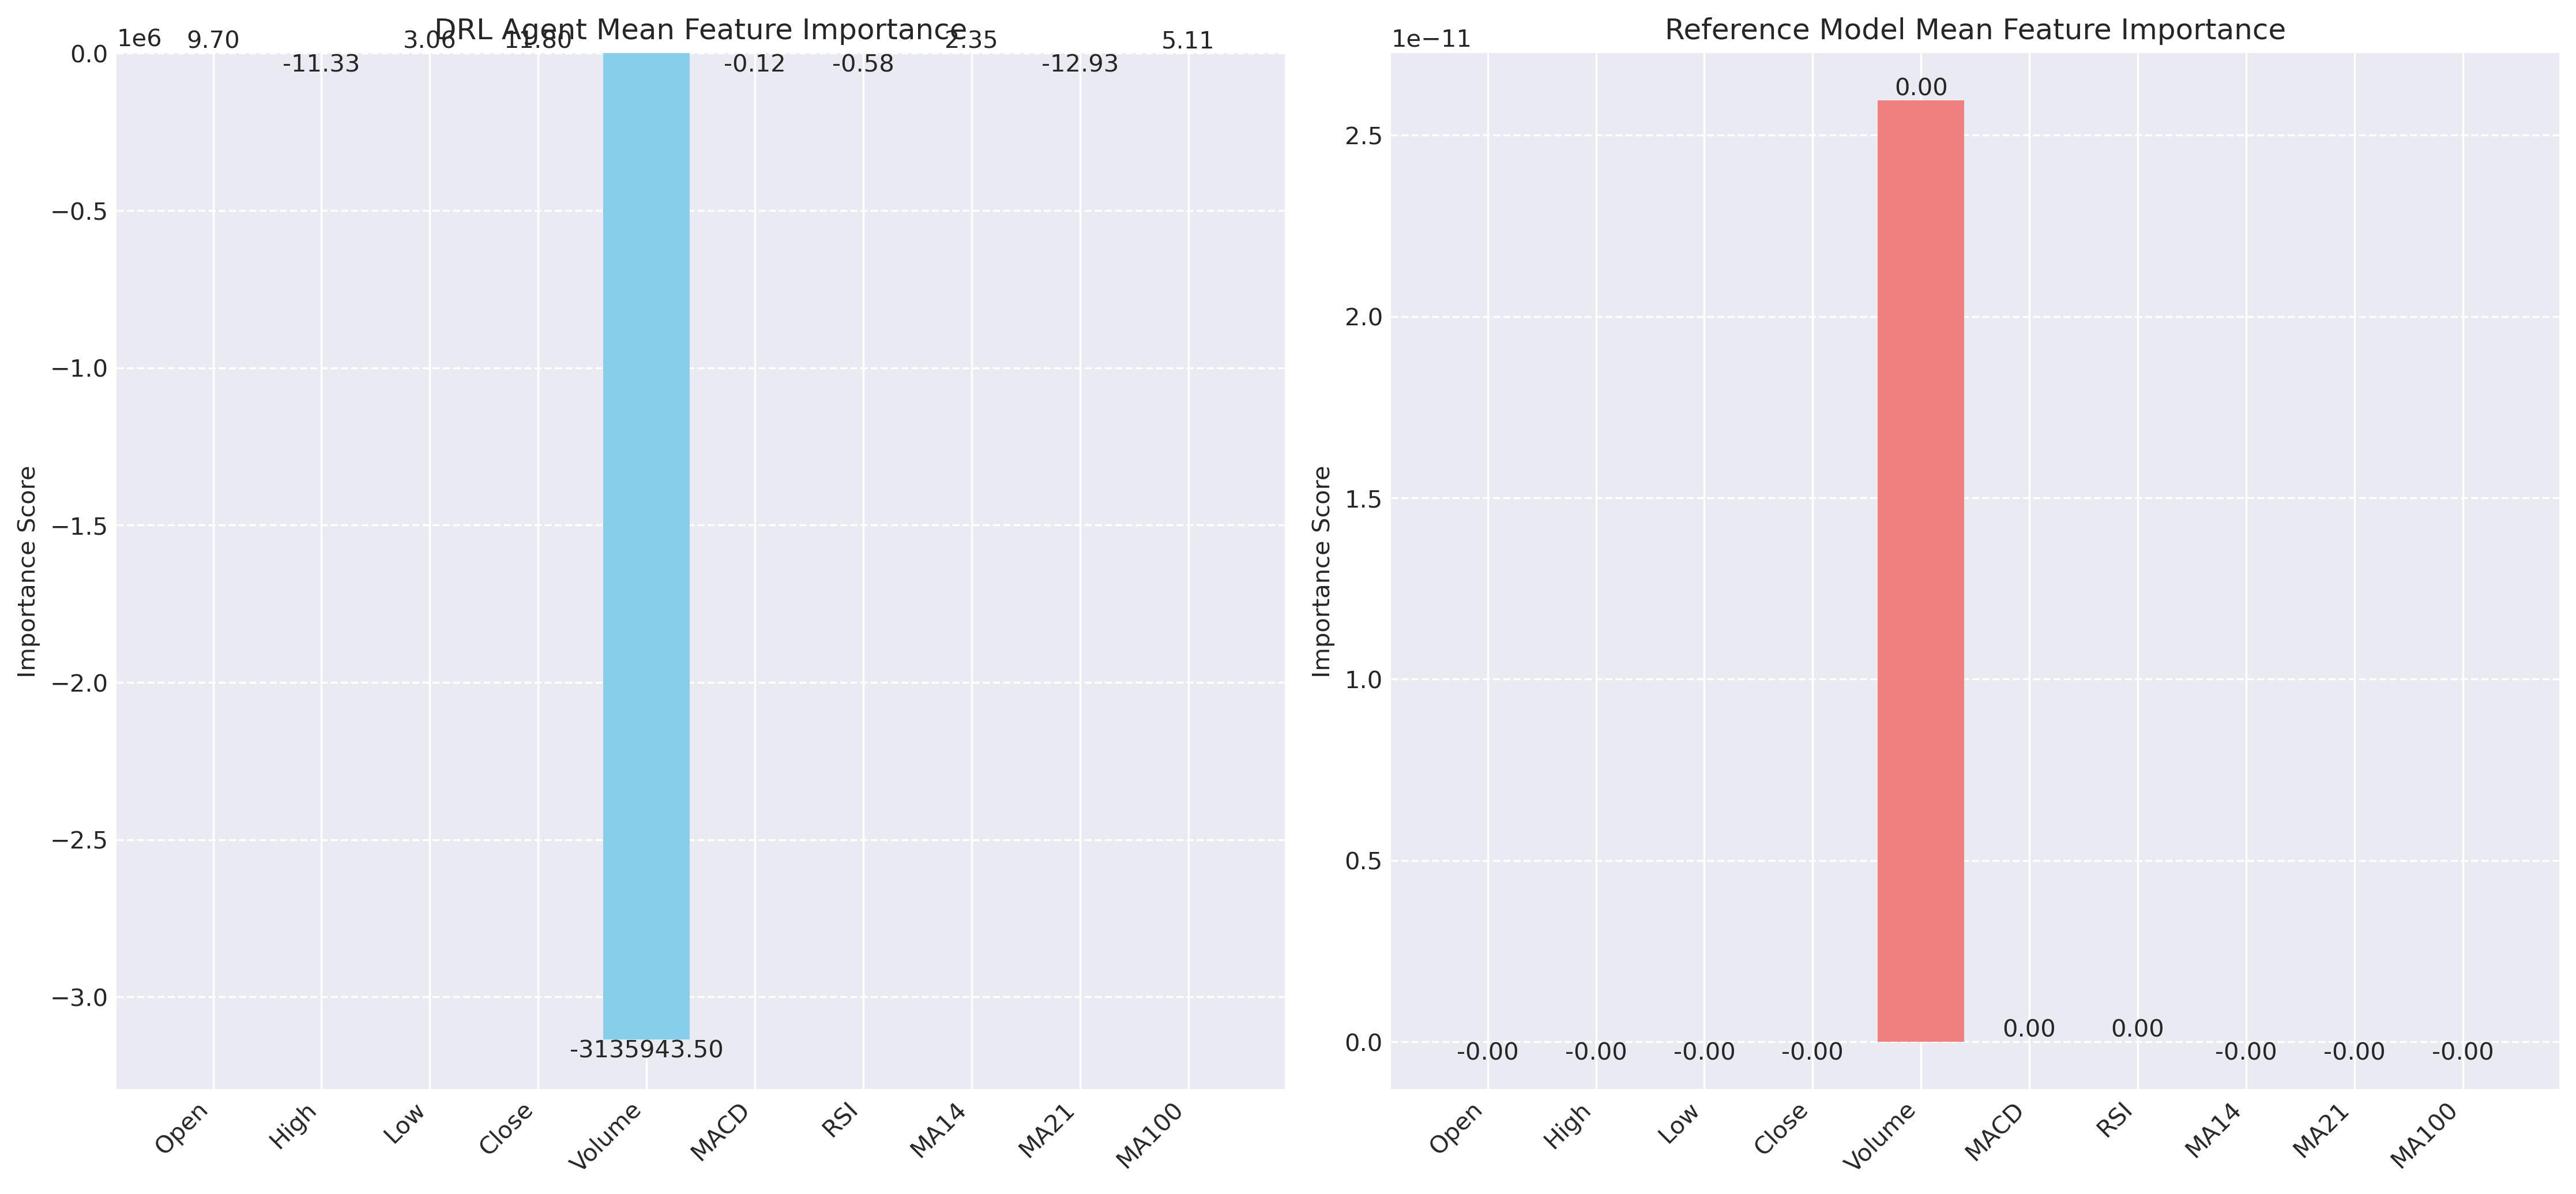 DRL Agent Mean Feature Importance
1e6
9.70
-11.33
3.06
11.80
-3135943.50
-0.12
-0.58
2.35
-12.93
5.11
0.0
−0.5
−1.0
−1.5
−2.0
−2.5
−3.0
Importance Score
Open
High
Low
Close
Volume
MACD
RSI
MA14
MA21
MA100
Reference Model Mean Feature Importance
1e−11
2.5
2.0
1.5
1.0
0.5
0.0
Importance Score
-0.00
-0.00
-0.00
-0.00
0.00
0.00
0.00
-0.00
-0.00
-0.00
Open
High
Low
Close
Volume
MACD
RSI
MA14
MA21
MA100